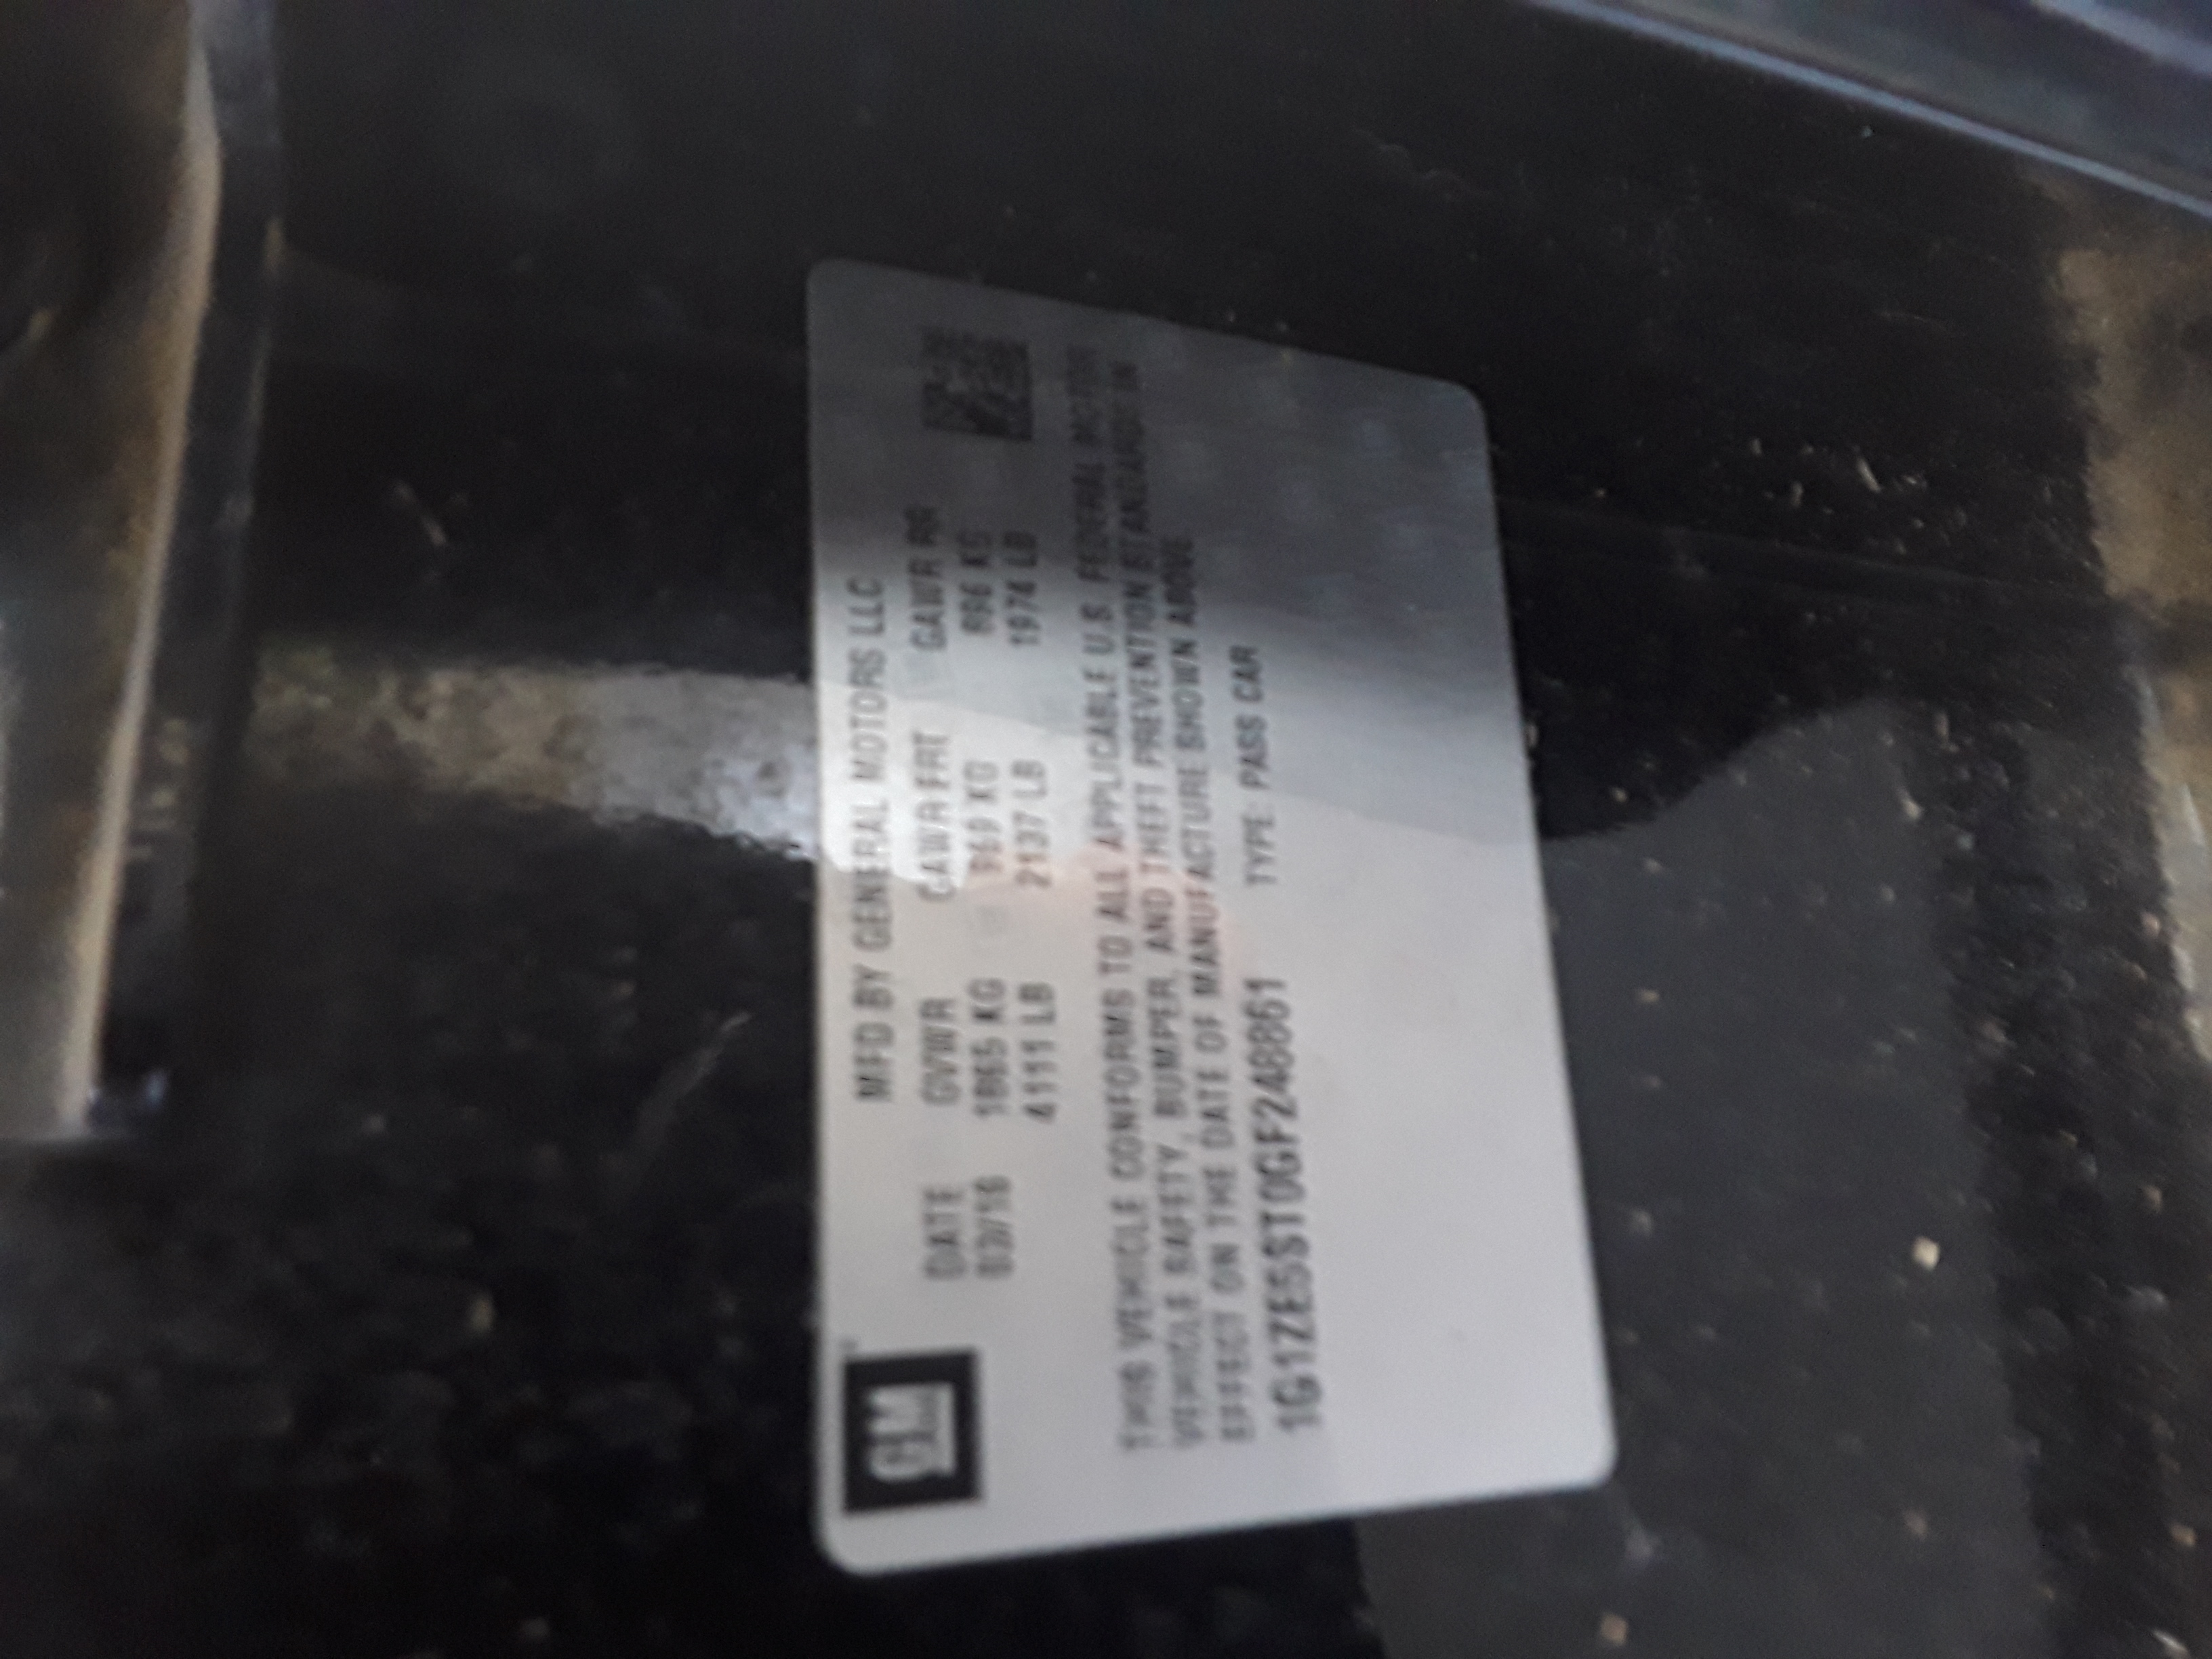 GM
MFD BY GENERAL MOTORS LLC
DATE GVWR GAWR FRT GAWR RR
03/16 1865 KG 969 KG 896 KG
4111 LB 2137 LB 1974 LB
THIS VEHICLE CONFORMS TO ALL APPLICABLE U.S. FEDERAL MOTOR
VEHICLE SAFETY, BUMPER, AND THEFT PREVENTION STANDARDS IN
EFFECT ON THE DATE OF MANUFACTURE SHOWN ABOVE
1G1ZE5ST0GF248861 TYPE: PASS CAR